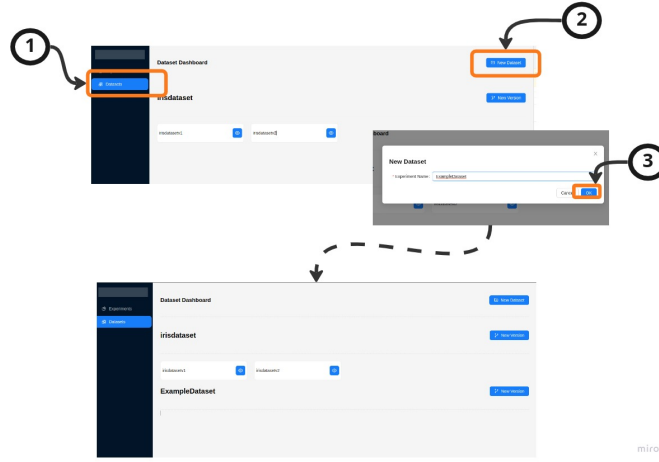 1
2
Dataset Dashboard
New Dataset
Datasets
irisdataset
New Version
irisdatasetv1
irisdatasetv2
board
New Dataset
* Experiment Name:
ExampleDataset
3
Cancel
OK
Dataset Dashboard
New Dataset
Experiments
Datasets
irisdataset
New Version
irisdatasetv1
irisdatasetv2
ExampleDataset
New Version
miro